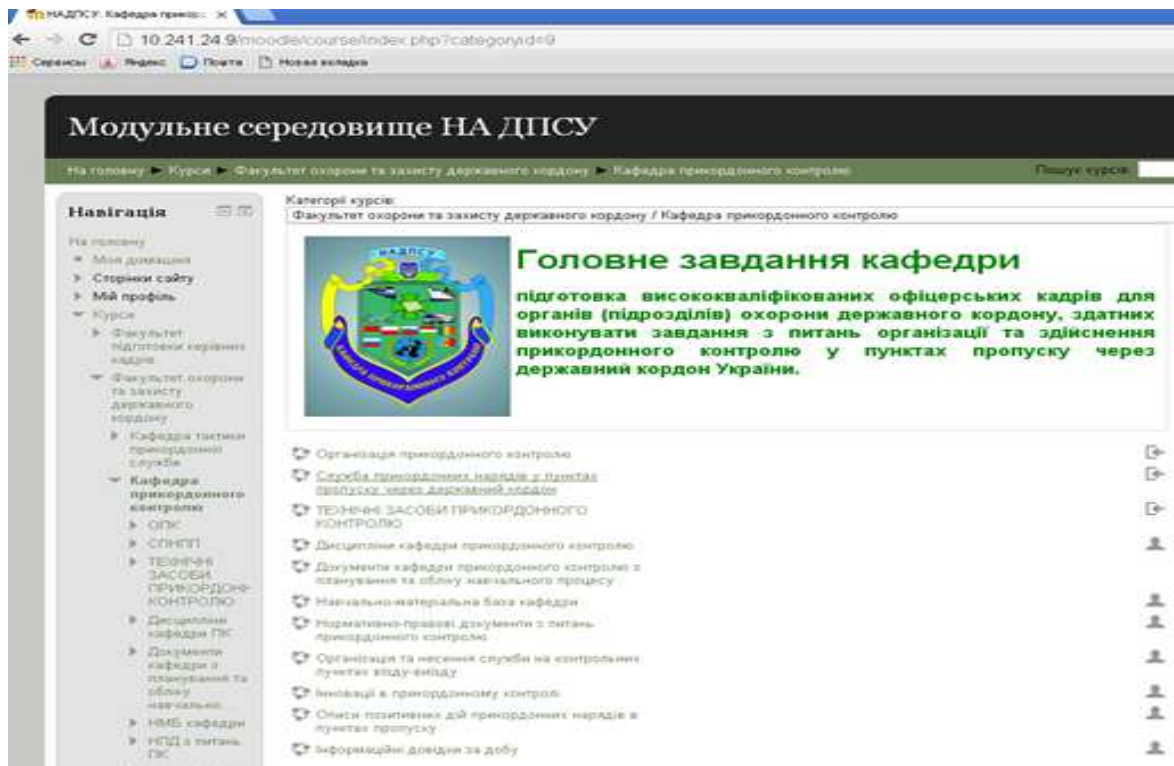 НАДПСУ: Кафедра прикор...
10.241.24.9/moodle/course/index.php?categoryid=9
Сервисы Яндекс Почта Новая вкладка
Модульне середовище НА ДПСУ
На головну ► Курси ► Факультет охорони та захисту державного кордону ► Кафедра прикордонного контролю
Пошук курсів:
Навігація
На головну
Моя домашня
Сторінки сайту
Мій профіль
Курси
Факультет
підготовки керівних
кадрів
Факультет охорони
та захисту
державного
кордону
Кафедра тактики
прикордонної
служби
Кафедра
прикордонного
контролю
ОПК
СПНПП
ТЕХНІЧНІ
ЗАСОБИ
ПРИКОРДОНН
КОНТРОЛЮ
Дисципліни
кафедри ПК
Документи
кафедри з
планування та
обліку
навчально...
НМБ кафедри
НПД з питань
ПК
Категорії курсів:
Факультет охорони та захисту державного кордону / Кафедра прикордонного контролю
НАДПСУ
КАФЕДРА ПРИКОРДОННОГО КОНТРОЛЮ
Головне завдання кафедри
підготовка висококваліфікованих офіцерських кадрів для
органів (підрозділів) охорони державного кордону, здатних
виконувати завдання з питань організації та здійснення
прикордонного контролю у пунктах пропуску через
державний кордон України.
Організація прикордонного контролю
Служба прикордонних нарядів у пунктах
пропуску через державний кордон
ТЕХНІЧНІ ЗАСОБИ ПРИКОРДОННОГО
КОНТРОЛЮ
Дисципліни кафедри прикордонного контролю
Документи кафедри прикордонного контролю з
планування та обліку навчального процесу
Навчально-матеріальна база кафедри
Нормативно-правові документи з питань
прикордонного контролю
Організація та несення служби на контрольних
пунктах вїзду-виїзду
Інновації в прикордонному контролі
Описи позитивних дій прикордонних нарядів в
пунктах пропуску
Інформаційні довідки за добу